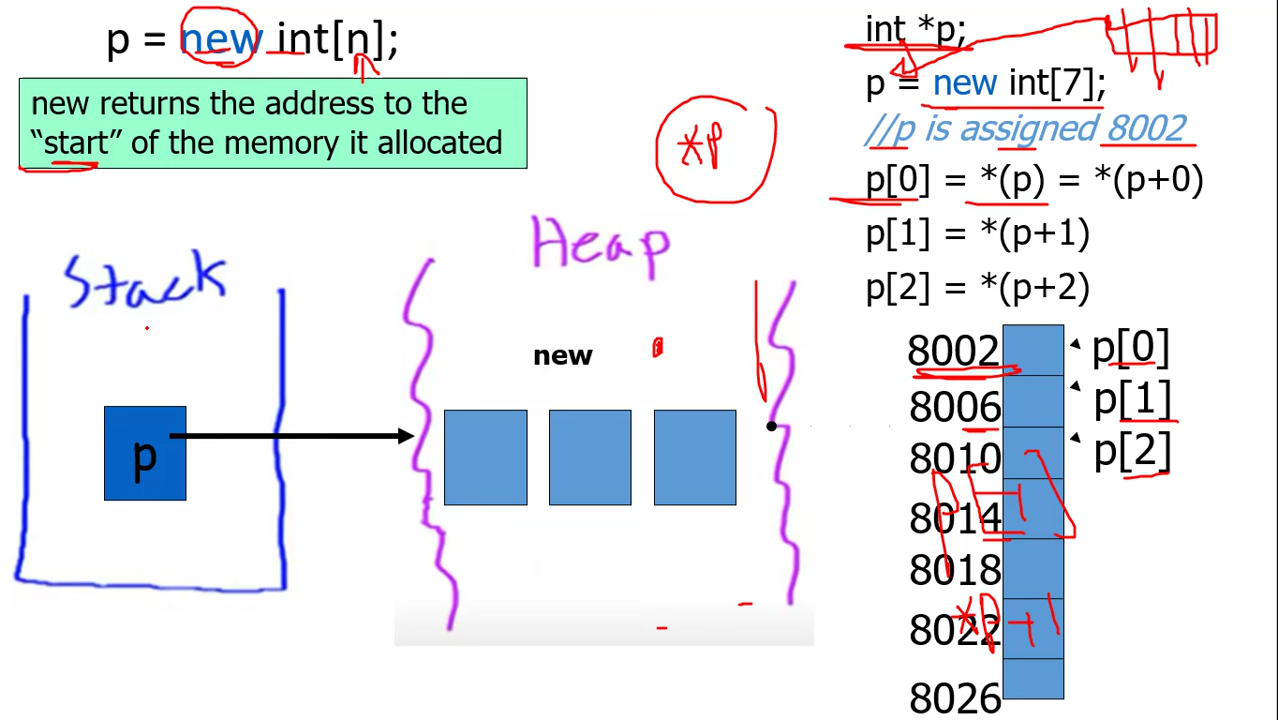 p = new int[n];
new returns the address to the
“start” of the memory it allocated
*p
int *p;
p = new int[7];
//p is assigned 8002
p[0] = *(p) = *(p+0)
p[1] = *(p+1)
p[2] = *(p+2)
Stack
p
Heap
new
8002 p[0]
8006 p[1]
8010 p[2]
8014
8018
8022
*p+1
8026